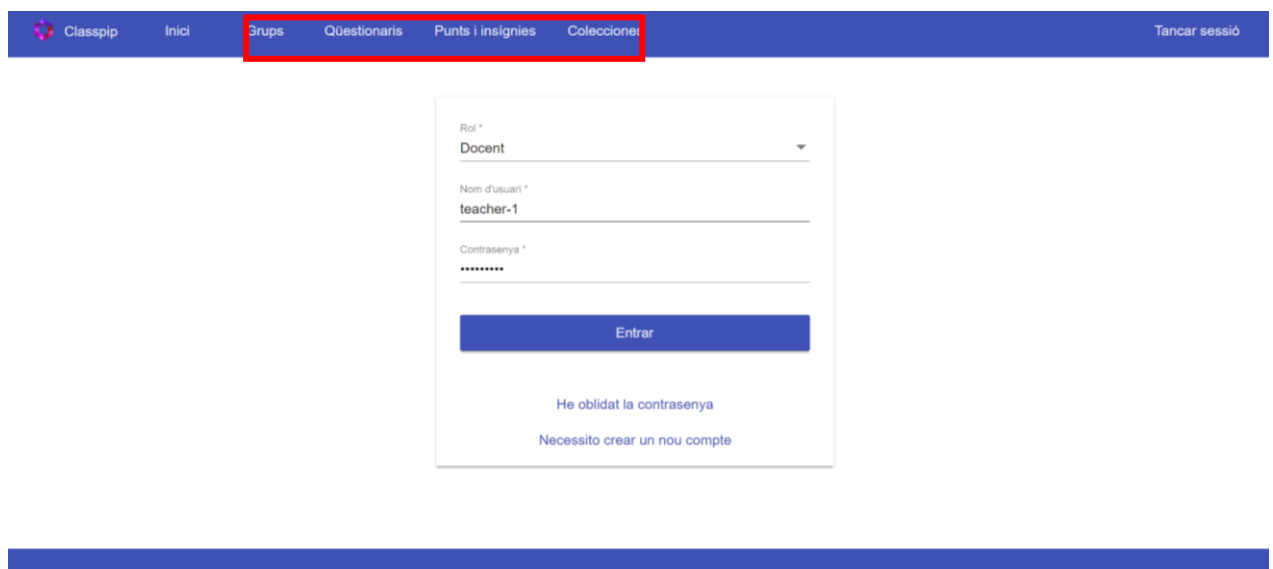 Classpip Inici Grups Qüestionaris Punts i insígnies Colecciones Tancar sessió
Rol *
Docent
Nom d'usuari *
teacher-1
Contrasenya *
•••••••••
Entrar
He oblidat la contrasenya
Necessito crear un nou compte